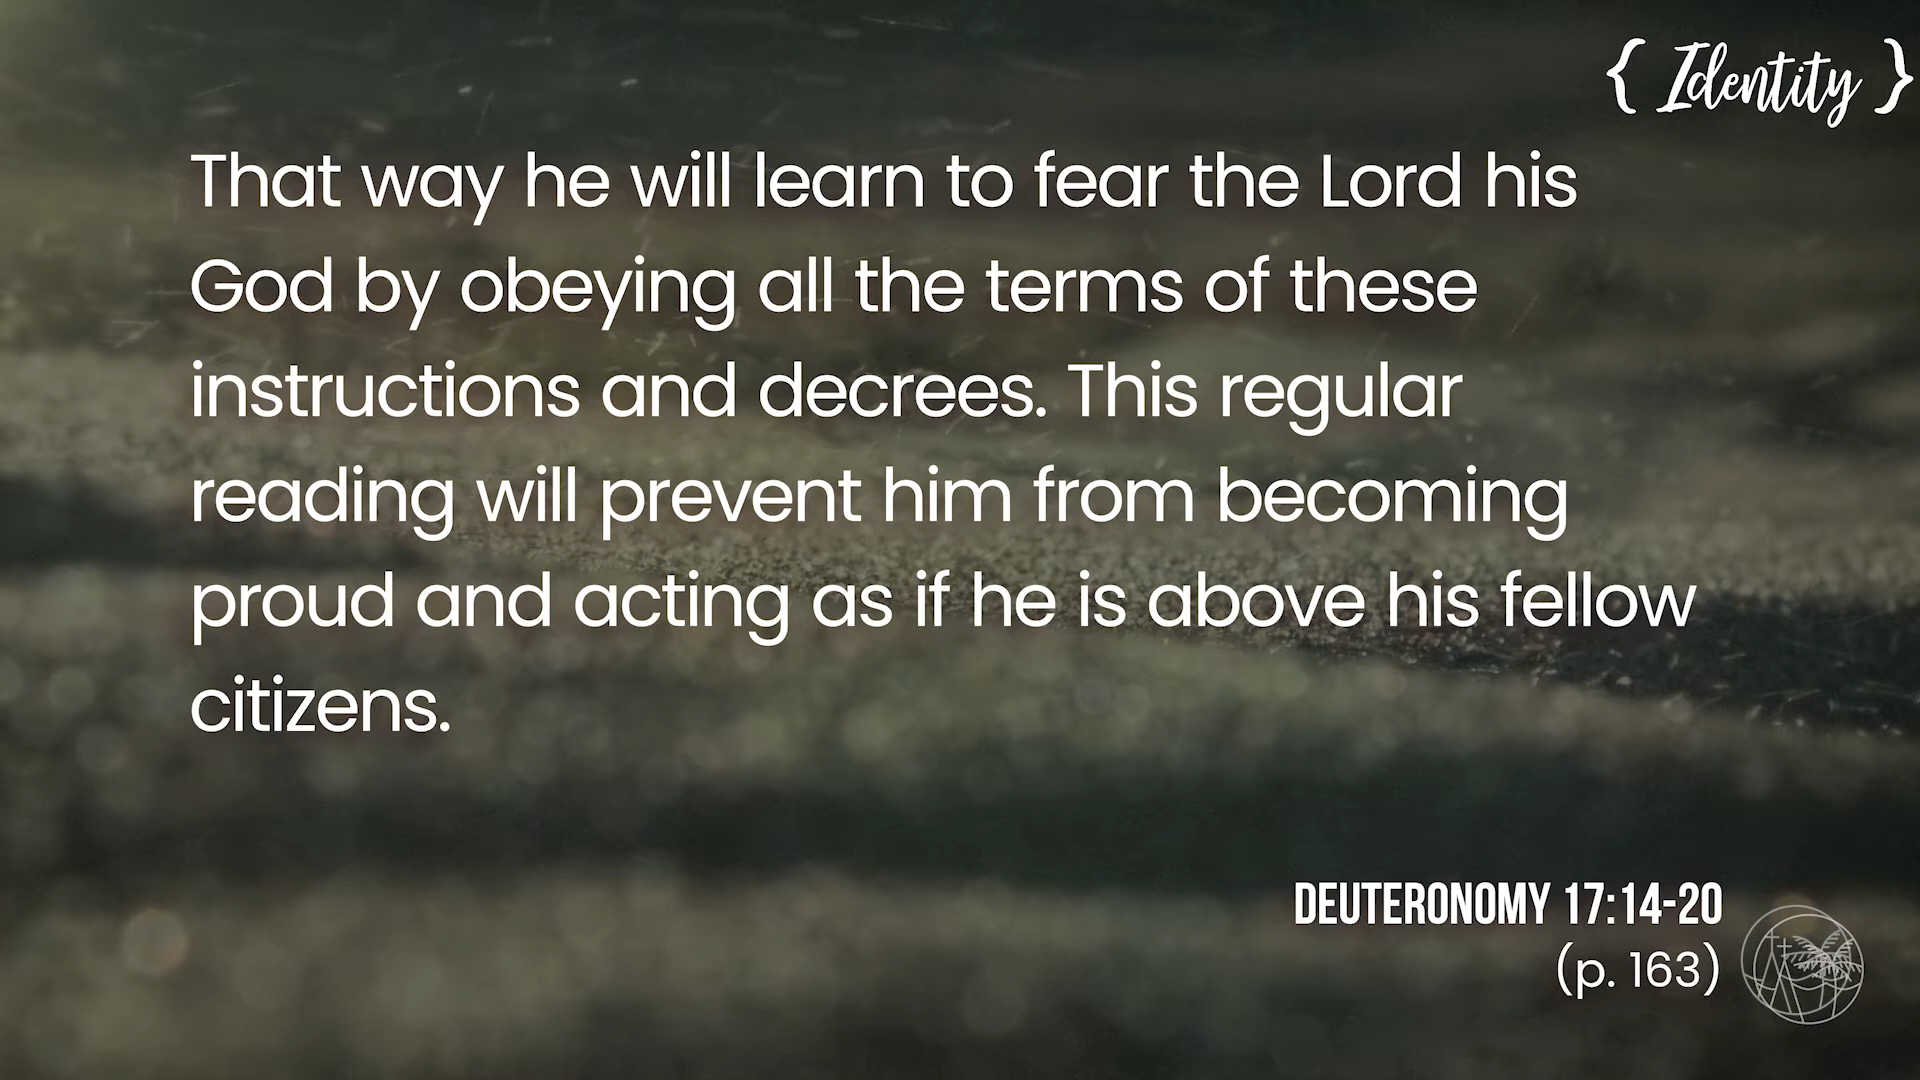 { Identity }
That way he will learn to fear the Lord his
God by obeying all the terms of these
instructions and decrees. This regular
reading will prevent him from becoming
proud and acting as if he is above his fellow
citizens.
DEUTERONOMY 17:14-20
(p. 163)